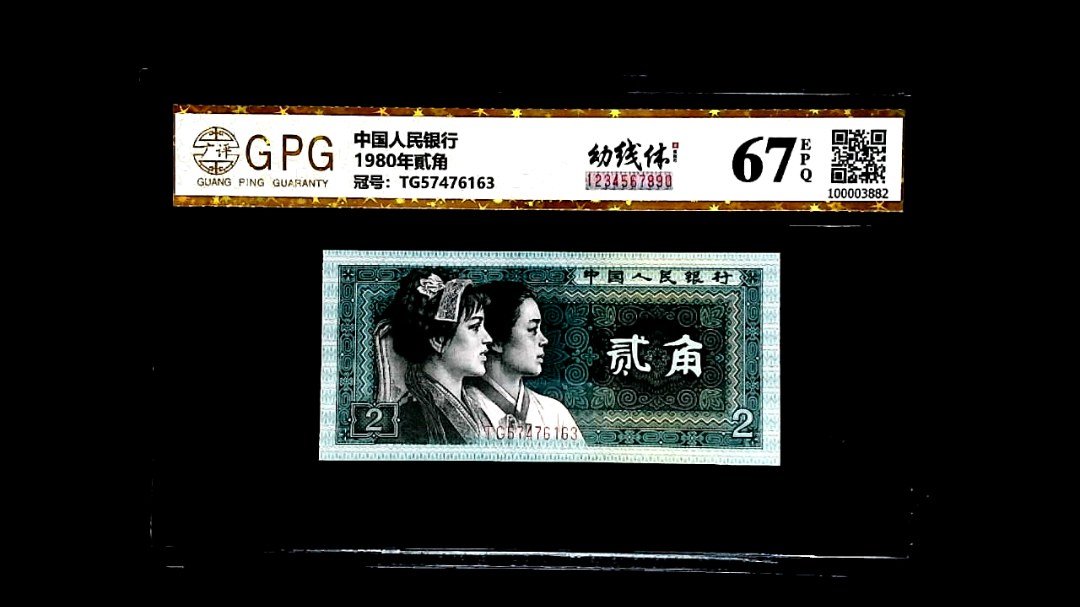 广评
GPG
GUANG PING GUARANTY
中国人民银行
1980年贰角
冠号：TG57476163
幼线体
1234567890
67
EPQ
100003882
中国人民银行
贰角
2
TG57476163
2